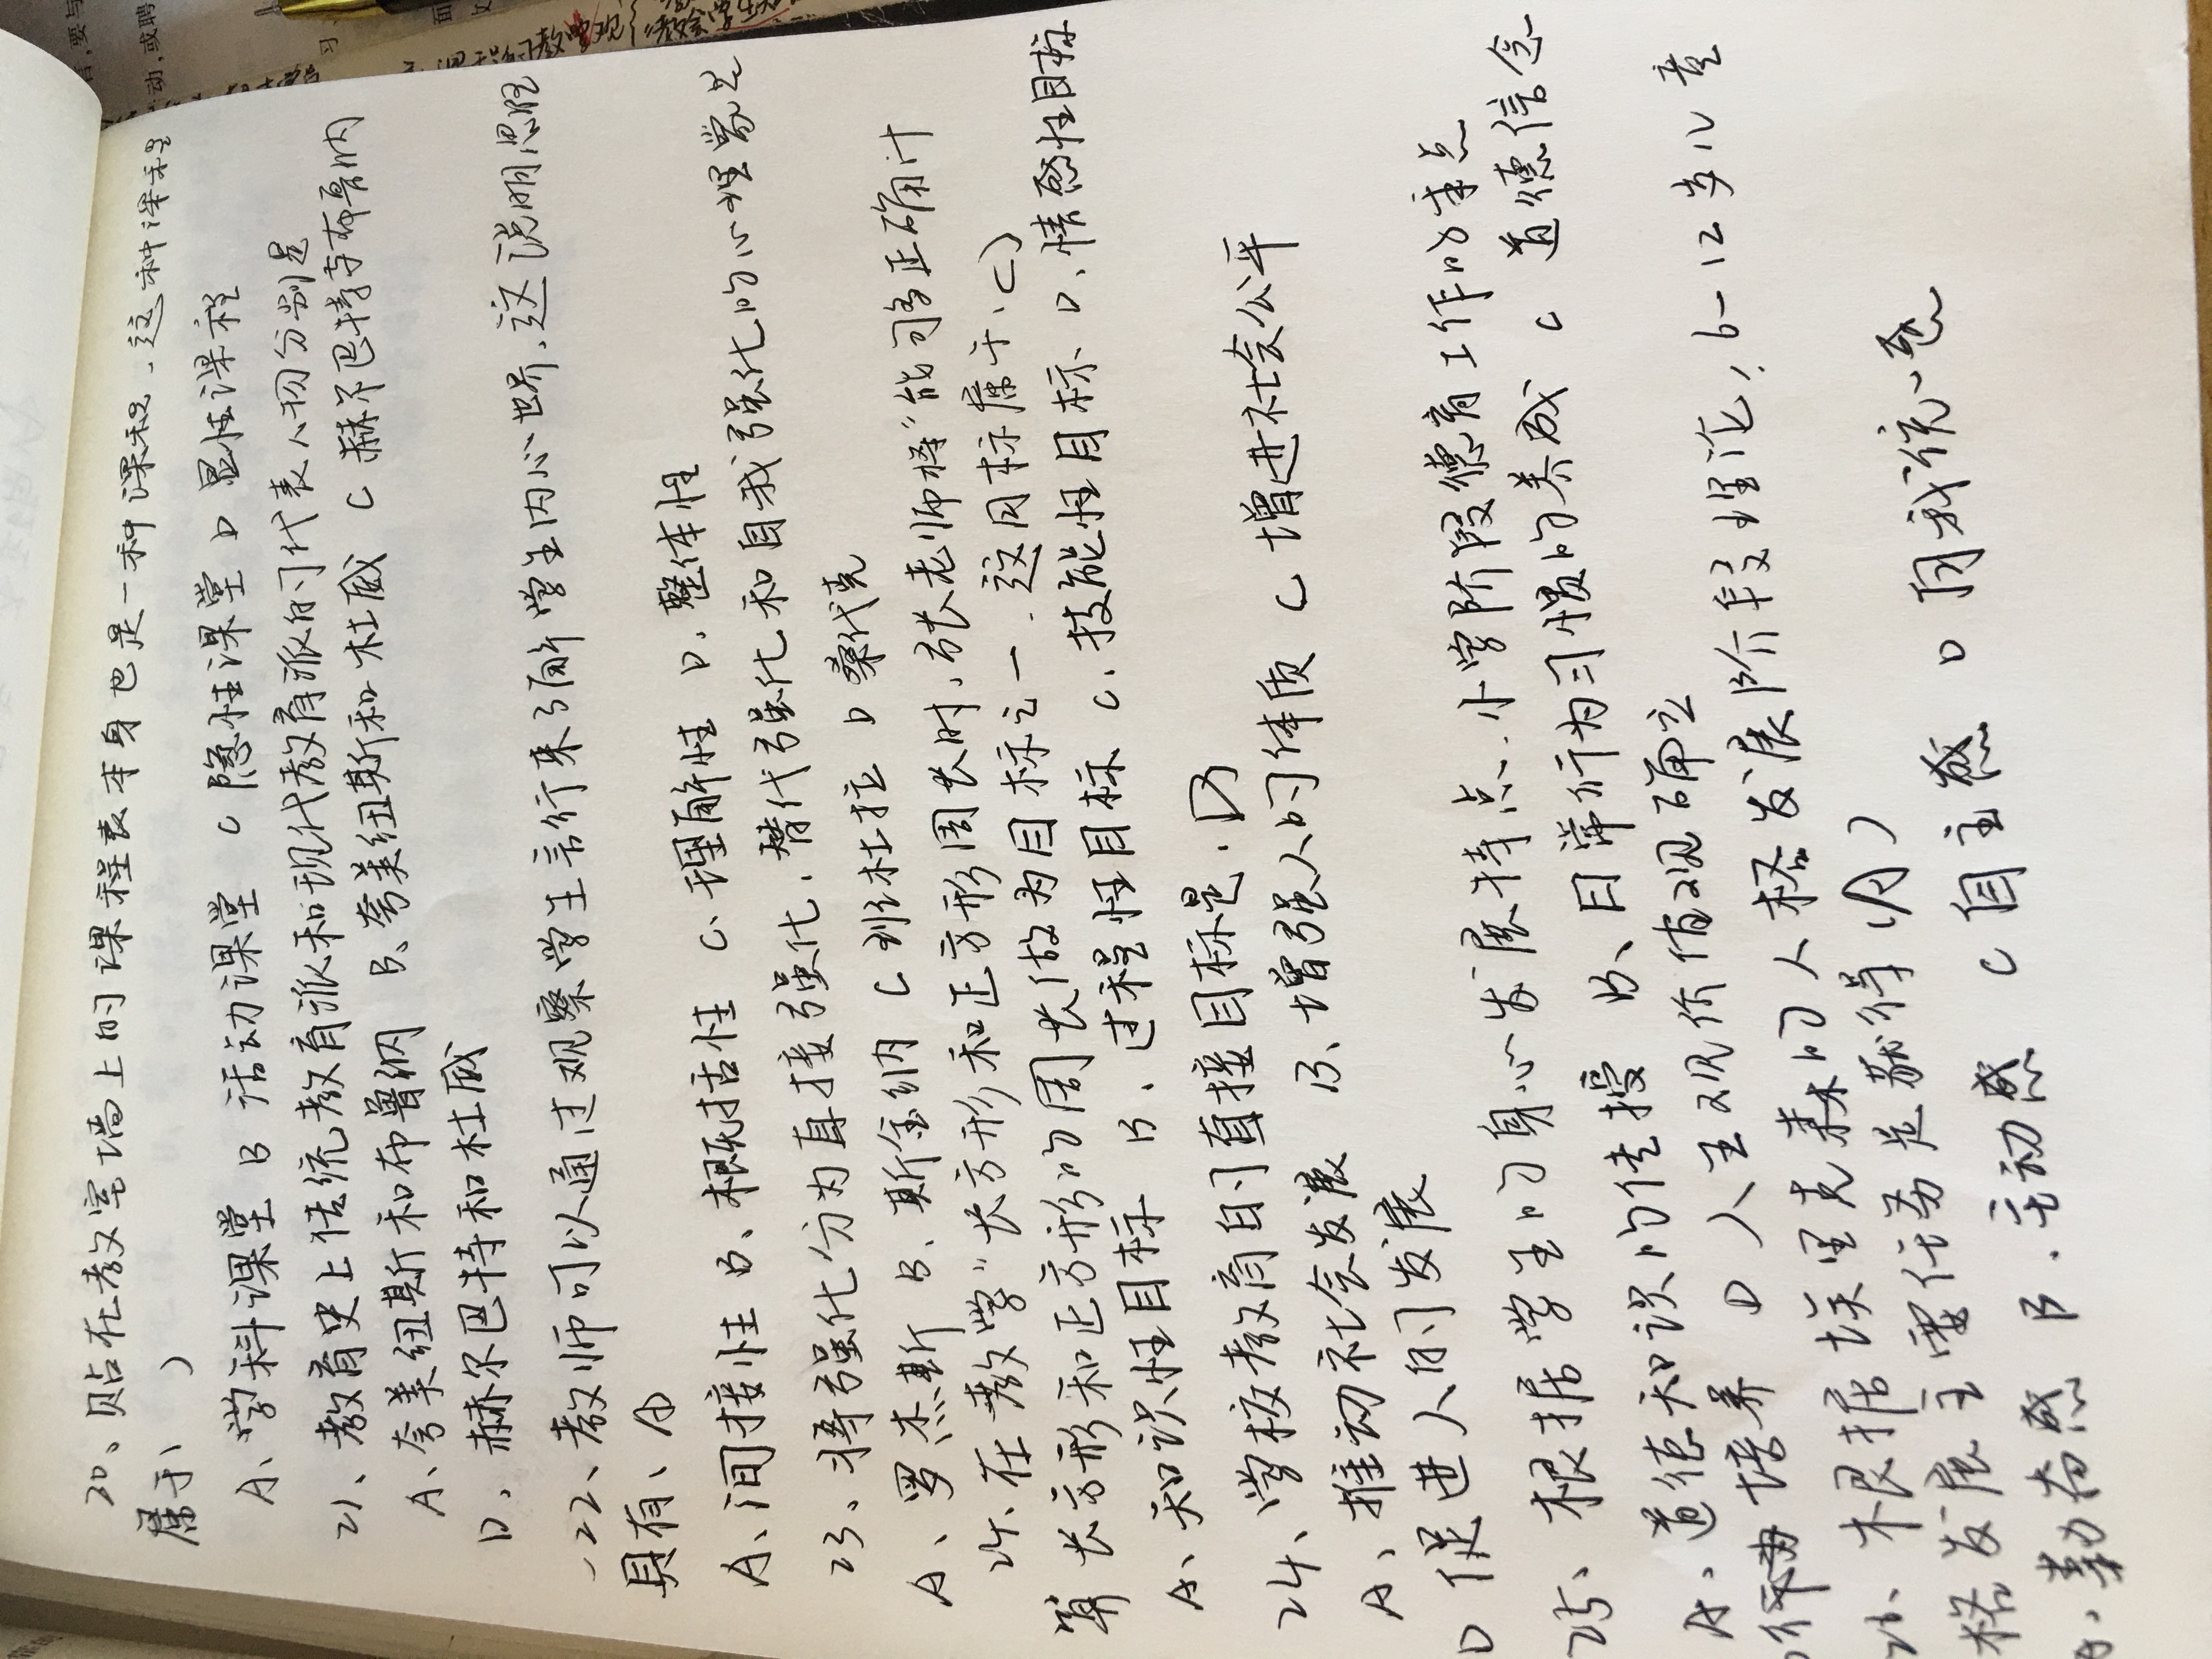 20、贴在教室墙上的课程表本身也是一种课程.这种课程
属于( )
A、学科课堂 B 活动课堂 C 隐性课堂 D 显性课程
21、教育史上传统教育派和现代教育派的代表人物分别是
A、夸美纽斯和布鲁纳 B、夸美纽斯和杜威 C 赫尔巴特与布鲁纳
D、赫尔巴特和杜威
22、教师可以通过观察学生言行来了解学生内心世界.这说明思维
具有、A
A、间接性 B、概括性 C、理解性 D、整体性
23、将强化分为直接强化,替代强化和自我强化的心理学家是
A、罗杰斯 B、斯金纳 C 班杜拉 D 桑代克
24、在教学"长方形和正方形周长时,张老师将"能够正确计
算长方形和正方形的周长做为目标之一.这目标属于、C)
A、知识性目标 B、过程性目标 C、技能性目标 D、情感性目标
24、学校教育的直接目标是.D)
A、推动社会发展 B、增强人的体质 C 增进社会公平
D 促进人的发展
25、根据学生的身心发展特点.小学阶段德育工作的重点
A、道德知识的传授 B、日常行为习惯的养成 C 道德信念
行为培养 D 人生观价值观确立
26、根据埃里克森的人格发展阶段理论,6-12岁儿童
格发展主要任务是获得(A)
A、勤奋感 B.主动感 C 自主感 D 自我统一感
动,或聘
习
面